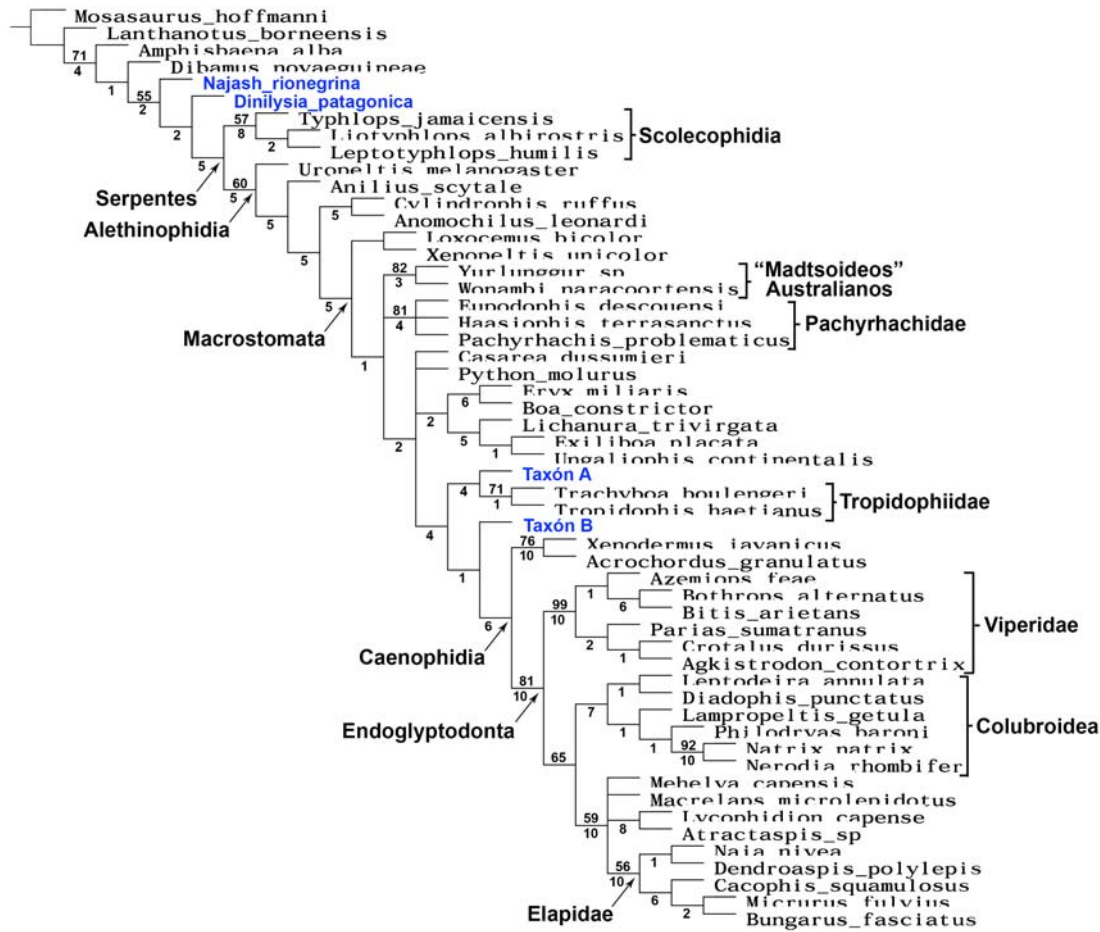 Mosasaurus_hoffmanni
Lanthanotus_borneensis
71
Amphisbaena_alba
4
Dibamus_novaeguineae
1
55
Najash_rionegrina
2
Dinilysia_patagonica
2
57
Typhlops_jamaicensis
8
Liotyphlops_albirostris
Scolecophidia
2
Leptotyphlops_humilis
5
Uropeltis_melanogaster
Serpentes
60
Anilius_scytale
5
Cylindrophis_ruffus
Alethinophidia
5
5
Anomochilus_leonardi
Loxocemus_bicolor
5
Xenopeltis_unicolor
82
Yurlunggur_sp
"Madtsoideos"
3
Wonambi_naracoortensis
Australianos
5
81
Eupodophis_descouensi
4
Haasiophis_terrasanctus
Pachyrhachidae
Macrostomata
Pachyrhachis_problematicus
1
Casarea_dussumieri
Python_molurus
Eryx_miliaris
6
Boa_constrictor
2
Lichanura_trivirgata
5
Exiliboa_placata
2
1
Ungaliophis_continentalis
Taxón A
4
71
Trachyboa_boulengeri
1
Tropidophis_haetianus
Tropidophiidae
4
Taxón B
76
Xenodermus_javanicus
10
Acrochordus_granulatus
1
Azemiops_feae
1
Bothrops_alternatus
99
6
Bitis_arietans
10
Viperidae
6
Parias_sumatranus
2
Crotalus_durissus
Caenophidia
1
Agkistrodon_contortrix
81
Leptodeira_annulata
10
1
Diadophis_punctatus
7
Lampropeltis_getula
Endoglyptodonta
1
Philodryas_baroni
Colubroidea
1
92
Natrix_natrix
65
10
Nerodia_rhombifer
Mehelya_capensis
Macrelaps_microlepidotus
59
Lycophidion_capense
10
8
Atractaspis_sp
Naja_nivea
56
1
Dendroaspis_polylepis
10
Cacophis_squamulosus
6
Micrurus_fulvius
Elapidae
2
Bungarus_fasciatus